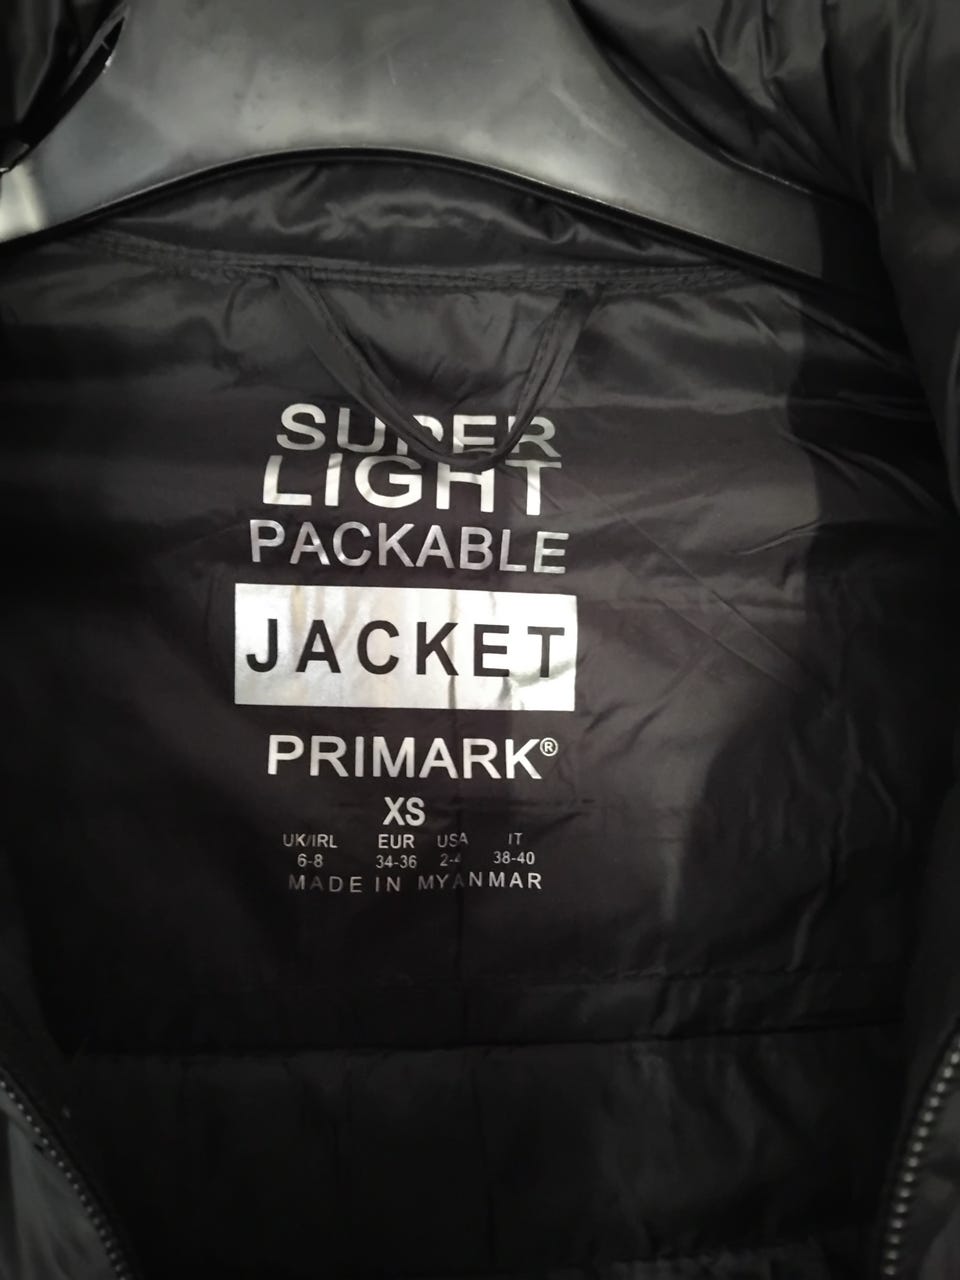 SUPER
LIGHT
PACKABLE
JACKET
PRIMARK®
XS
UK/IRL EUR USA IT
6-8 34-36 2-4 38-40
MADE IN MYANMAR